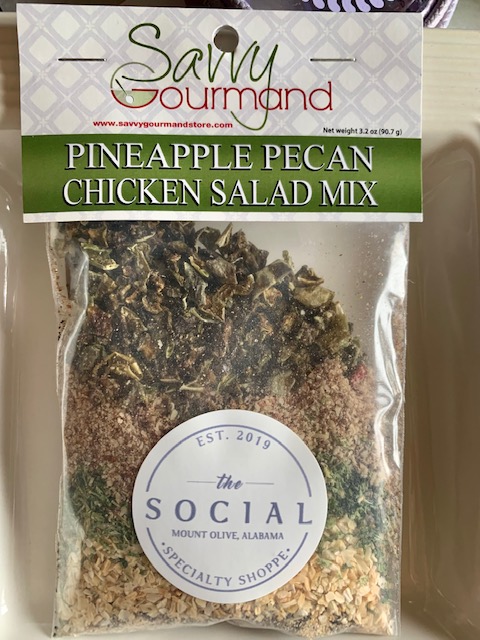 Savvy
Gourmand
www.savvygourmandstore.com
Net weight 3.2 oz (90.7 g)
PINEAPPLE PECAN
CHICKEN SALAD MIX
EST. 2019
the
SOCIAL
MOUNT OLIVE, ALABAMA
• SPECIALTY SHOPPE •